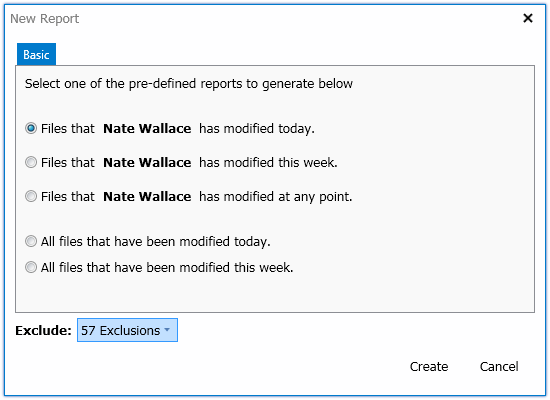 New Report
Basic
Select one of the pre-defined reports to generate below
Files that Nate Wallace has modified today.
Files that Nate Wallace has modified this week.
Files that Nate Wallace has modified at any point.
All files that have been modified today.
All files that have been modified this week.
Exclude: 57 Exclusions
Create Cancel